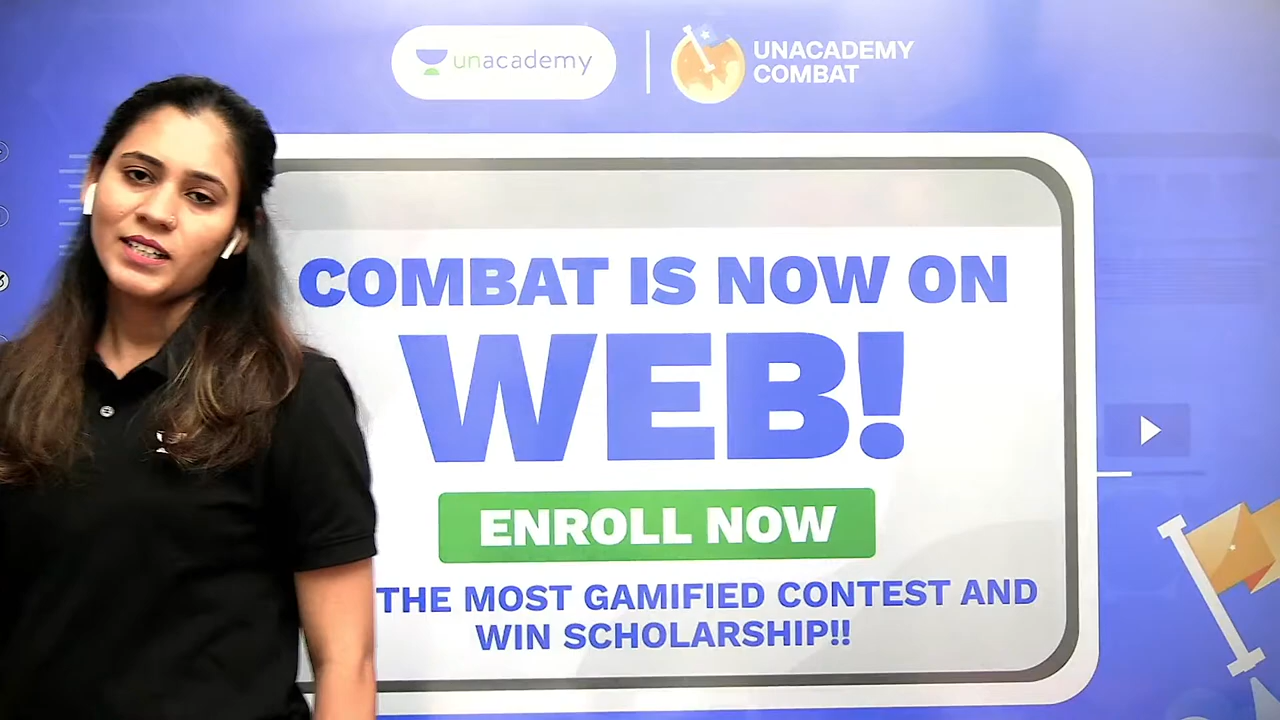 unacademy
UNACADEMY
COMBAT
COMBAT IS NOW ON
WEB!
ENROLL NOW
THE MOST GAMIFIED CONTEST AND
WIN SCHOLARSHIP!!